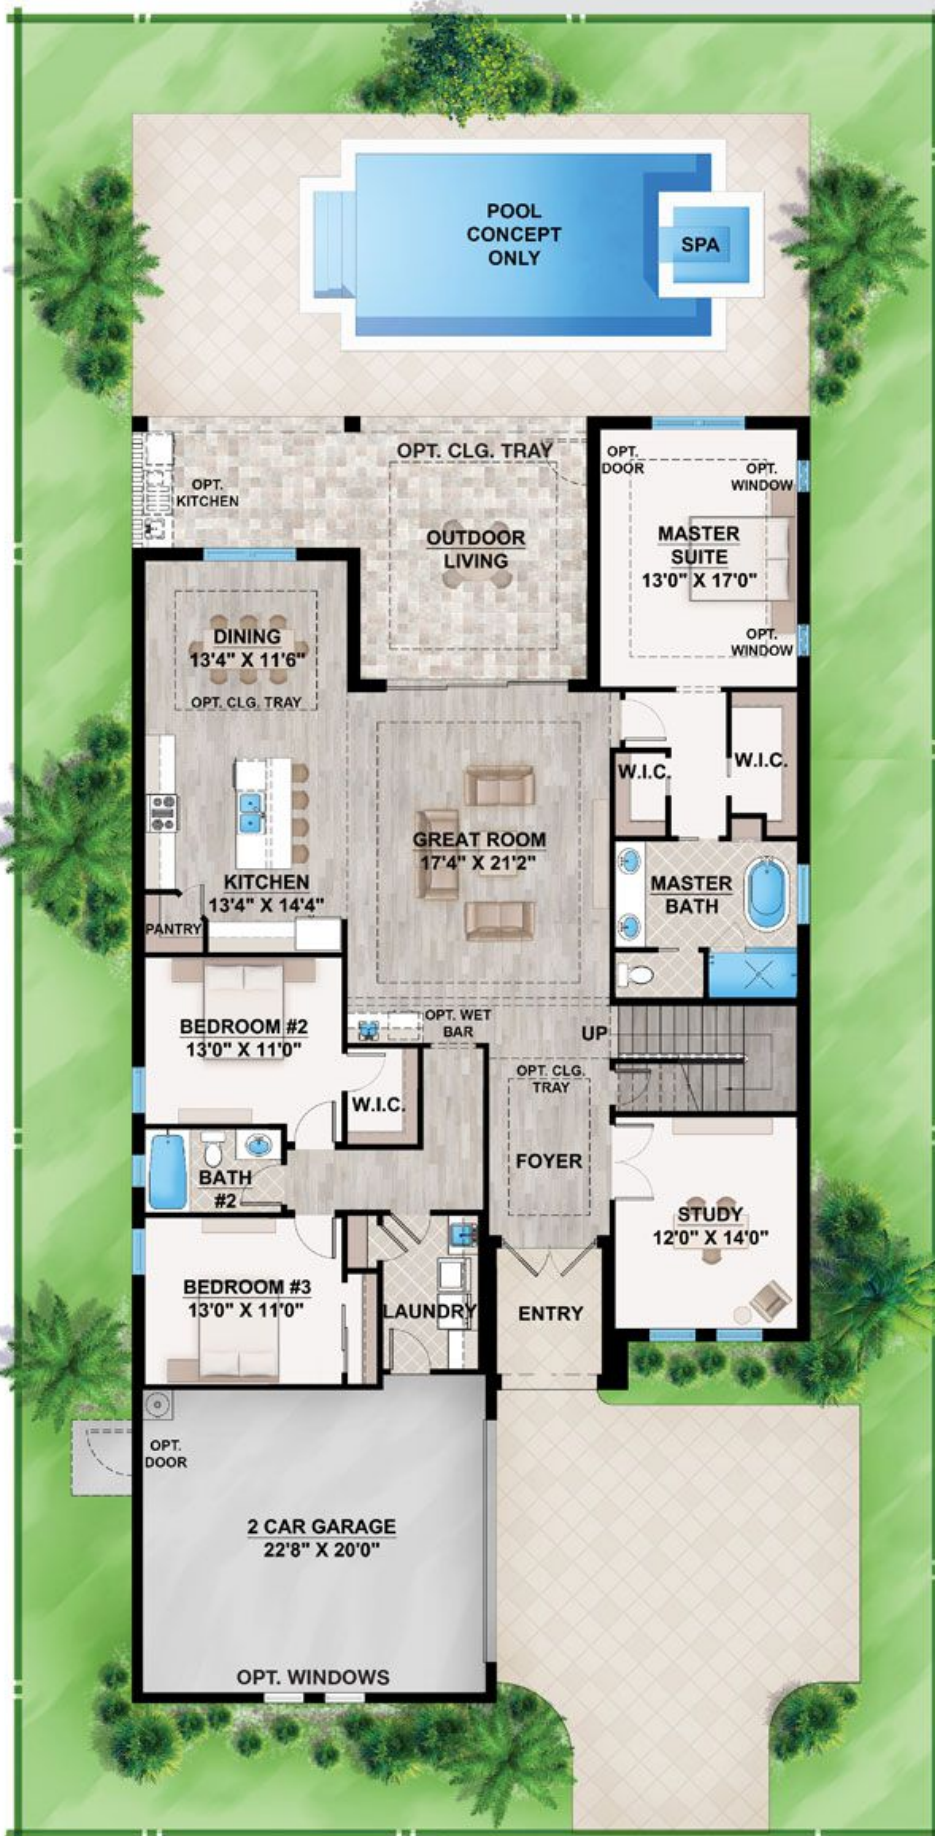 POOL
CONCEPT
ONLY
SPA
OPT. CLG. TRAY
OPT.
DOOR
OPT.
WINDOW
OPT.
KITCHEN
OUTDOOR
LIVING
MASTER
SUITE
13'0" X 17'0"
OPT.
WINDOW
DINING
13'4" X 11'6"
OPT. CLG. TRAY
W.I.C.
W.I.C.
GREAT ROOM
17'4" X 21'2"
KITCHEN
13'4" X 14'4"
MASTER
BATH
PANTRY
OPT. WET
BAR
UP
BEDROOM #2
13'0" X 11'0"
OPT. CLG.
TRAY
W.I.C.
FOYER
BATH
#2
STUDY
12'0" X 14'0"
BEDROOM #3
13'0" X 11'0"
LAUNDRY
ENTRY
OPT.
DOOR
2 CAR GARAGE
22'8" X 20'0"
OPT. WINDOWS